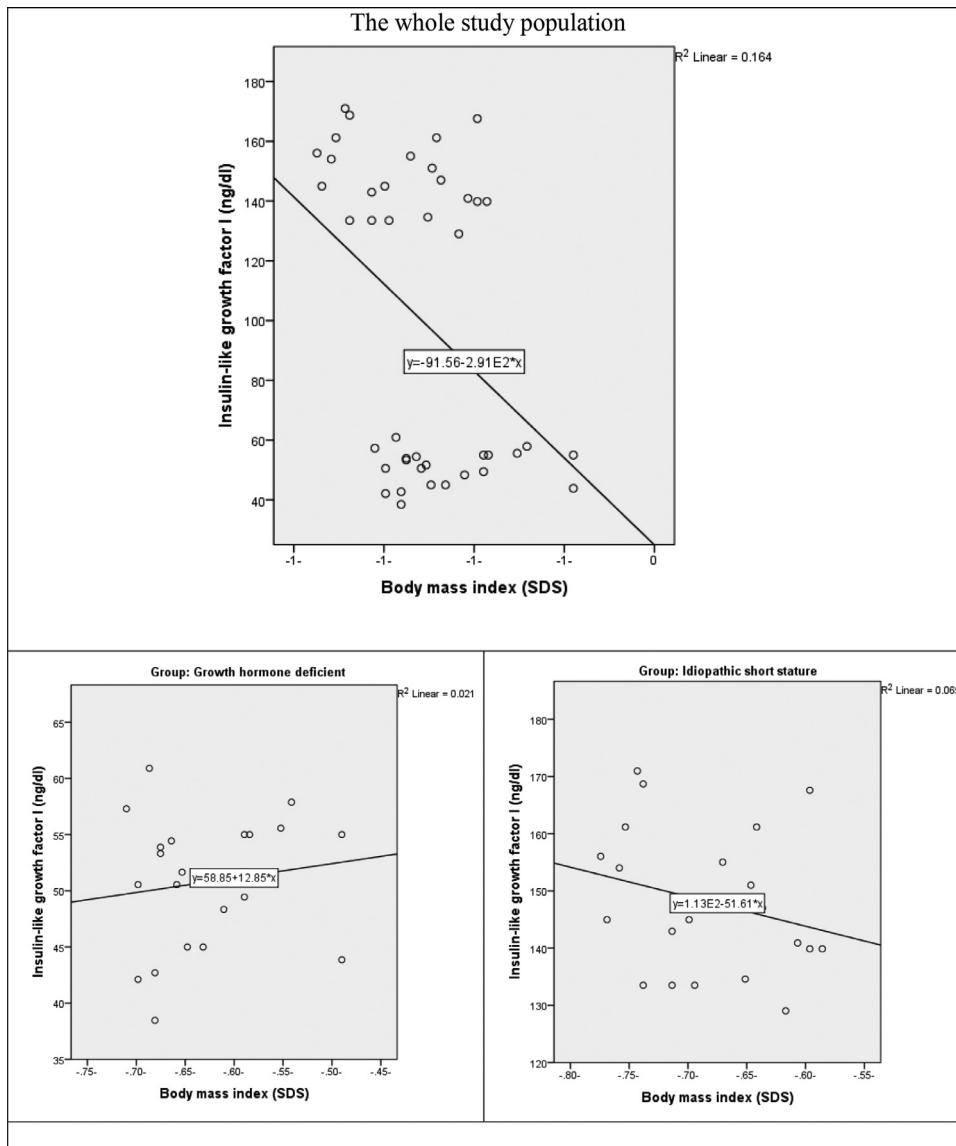 The whole study population
R² Linear = 0.164
180
160
140
120
100
80
60
40
Insulin-like growth factor I (ng/dl)
y=-91.56-2.91E2*x
-1- -1- -1- -1- 0
Body mass index (SDS)
Group: Growth hormone deficient
R² Linear = 0.021
65
60
55
50
45
40
35
Insulin-like growth factor I (ng/dl)
y=58.85+12.85*x
-.75- -.70- -.65- -.60- -.55- -.50- -.45-
Body mass index (SDS)
Group: Idiopathic short stature
R² Linear = 0.065
180
170
160
150
140
130
120
Insulin-like growth factor I (ng/dl)
y=1.13E2-51.61*x
-.80- -.75- -.70- -.65- -.60- -.55-
Body mass index (SDS)